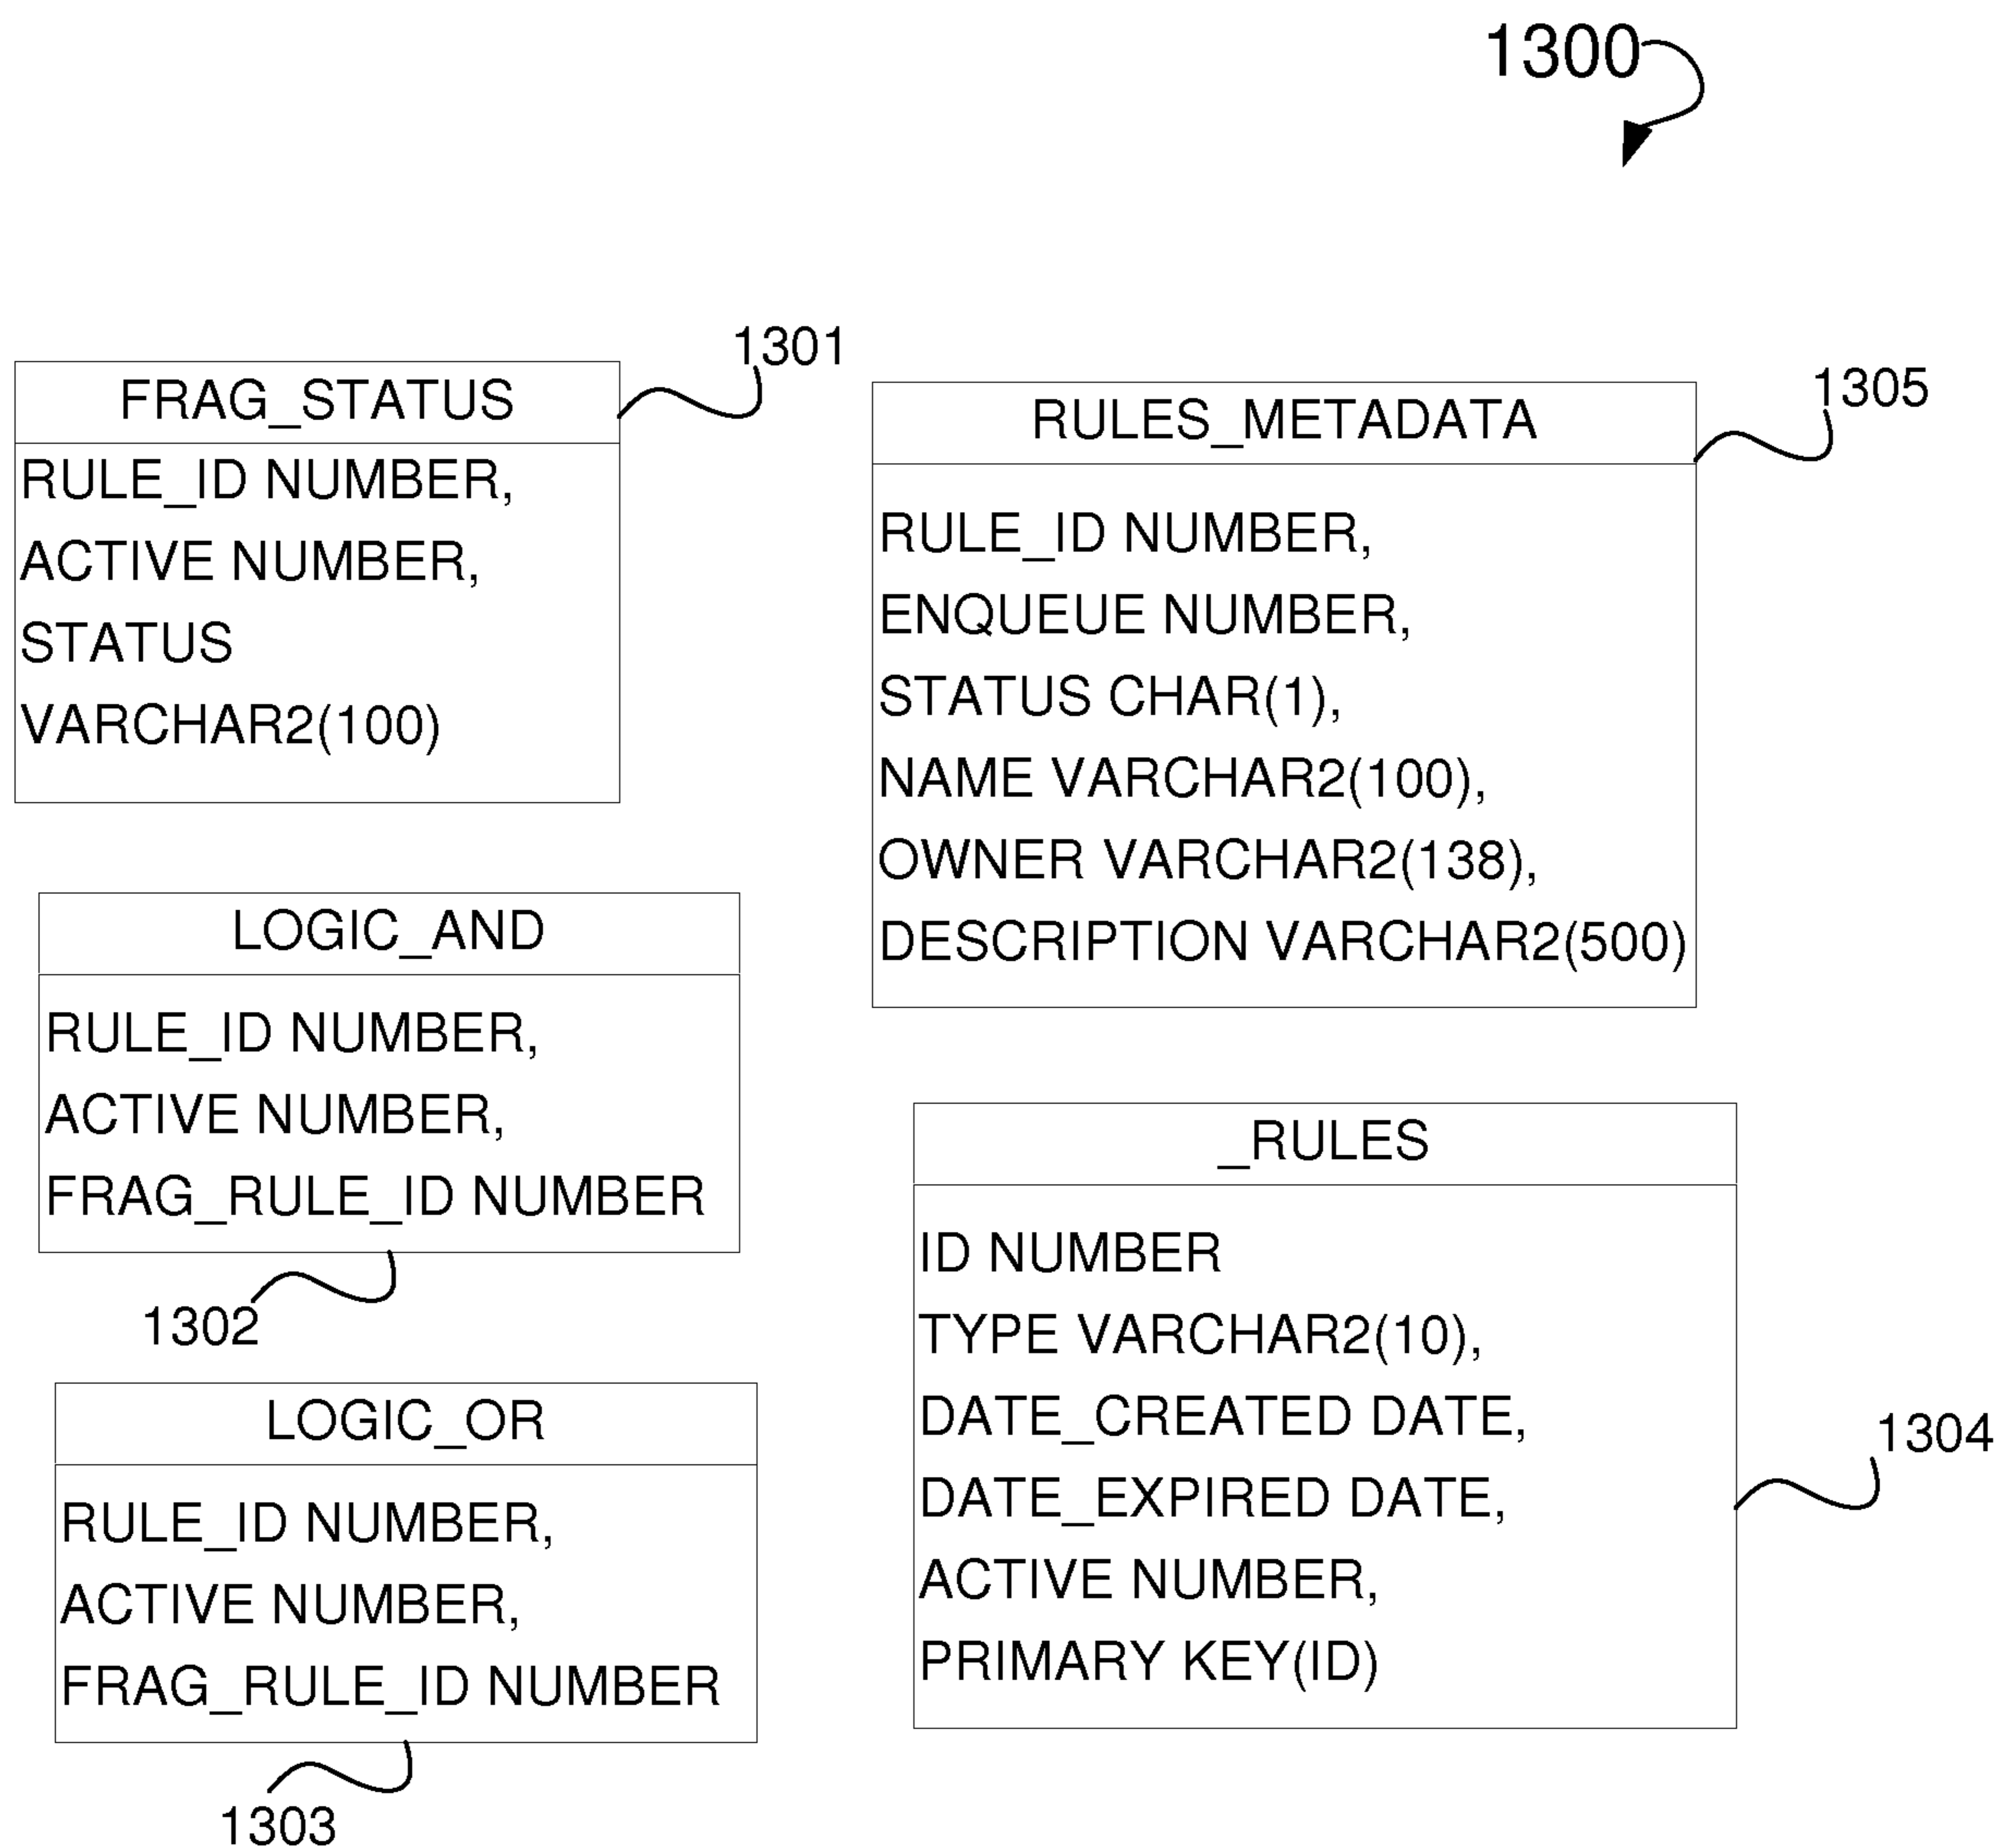 1300
1301
FRAG_STATUS
RULE_ID NUMBER,
ACTIVE NUMBER,
STATUS
VARCHAR2(100)
1305
RULES_METADATA
RULE_ID NUMBER,
ENQUEUE NUMBER,
STATUS CHAR(1),
NAME VARCHAR2(100),
OWNER VARCHAR2(138),
DESCRIPTION VARCHAR2(500)
LOGIC_AND
RULE_ID NUMBER,
ACTIVE NUMBER,
FRAG_RULE_ID NUMBER
1302
_RULES
ID NUMBER
TYPE VARCHAR2(10),
DATE_CREATED DATE,
DATE_EXPIRED DATE,
ACTIVE NUMBER,
PRIMARY KEY(ID)
1304
LOGIC_OR
RULE_ID NUMBER,
ACTIVE NUMBER,
FRAG_RULE_ID NUMBER
1303